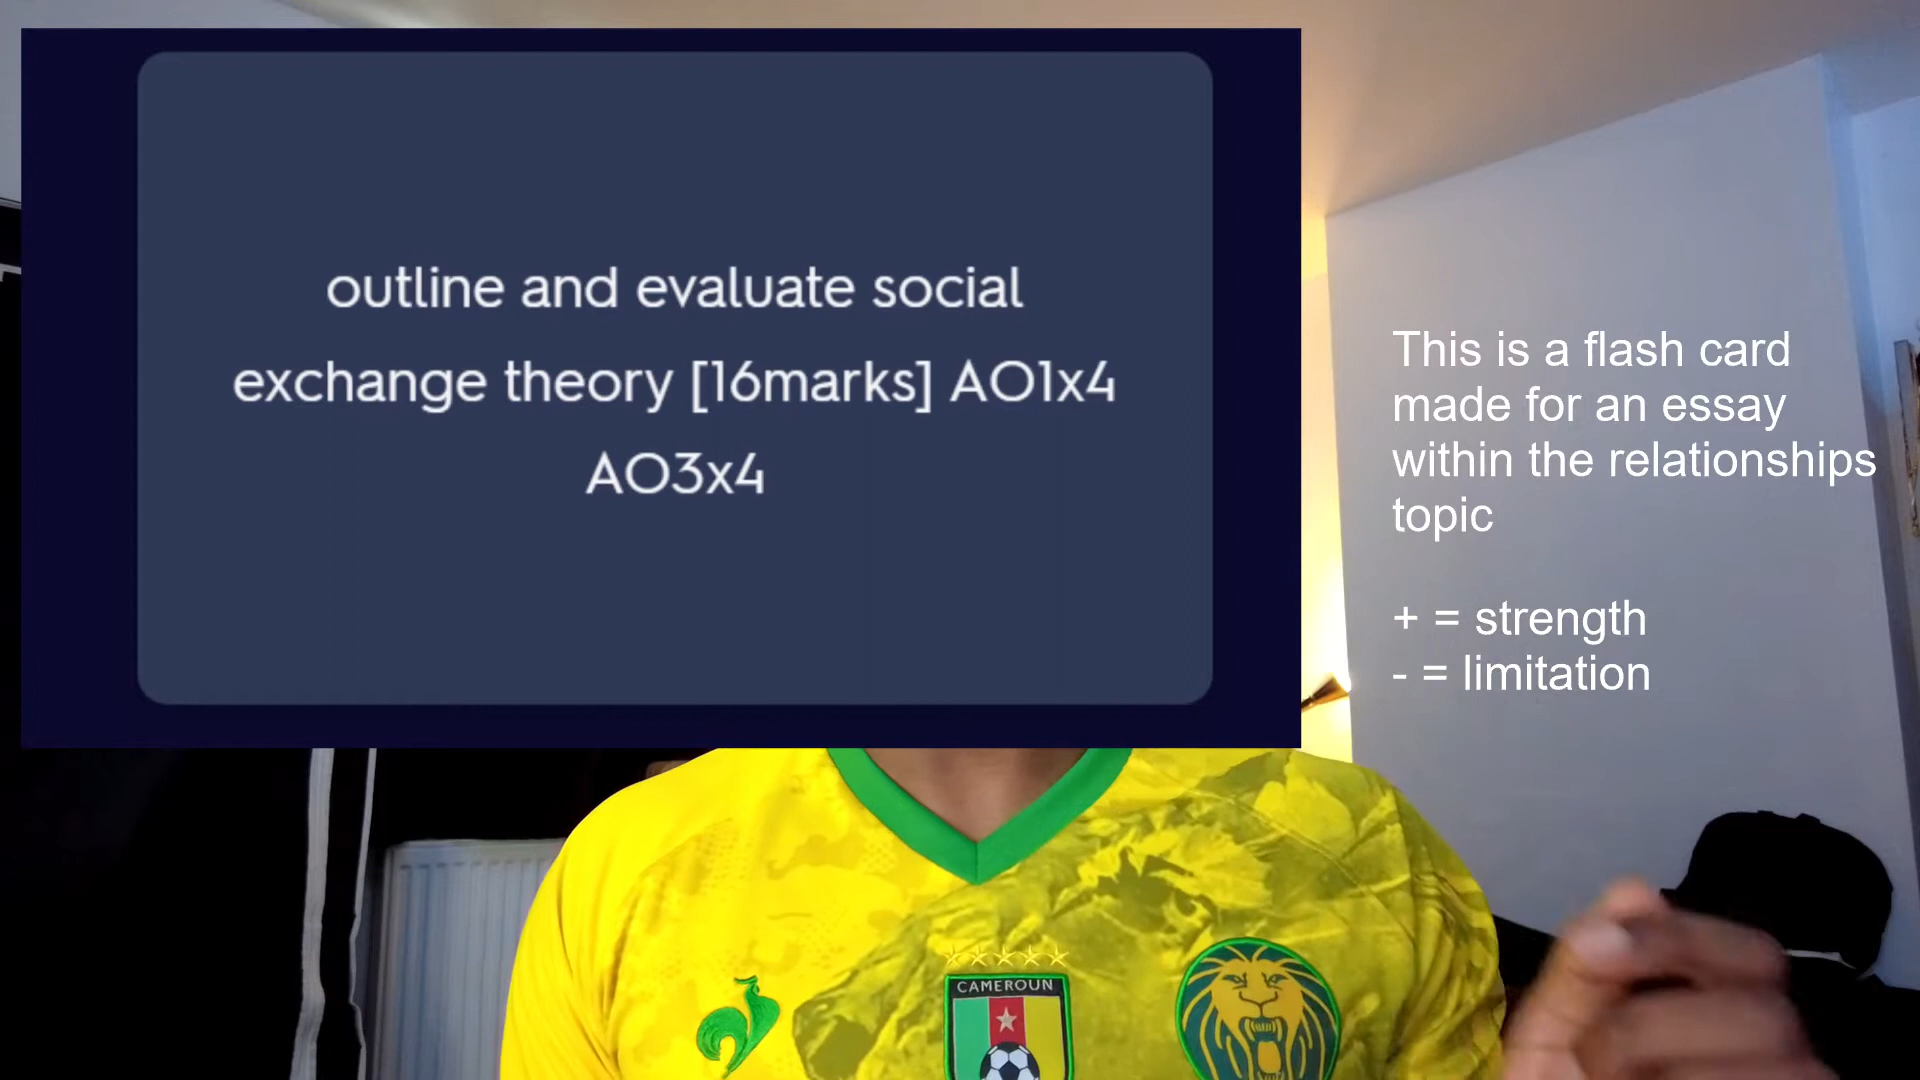 outline and evaluate social
exchange theory [16marks] AO1x4
AO3x4
This is a flash card
made for an essay
within the relationships
topic
+ = strength
- = limitation
CAMEROUN